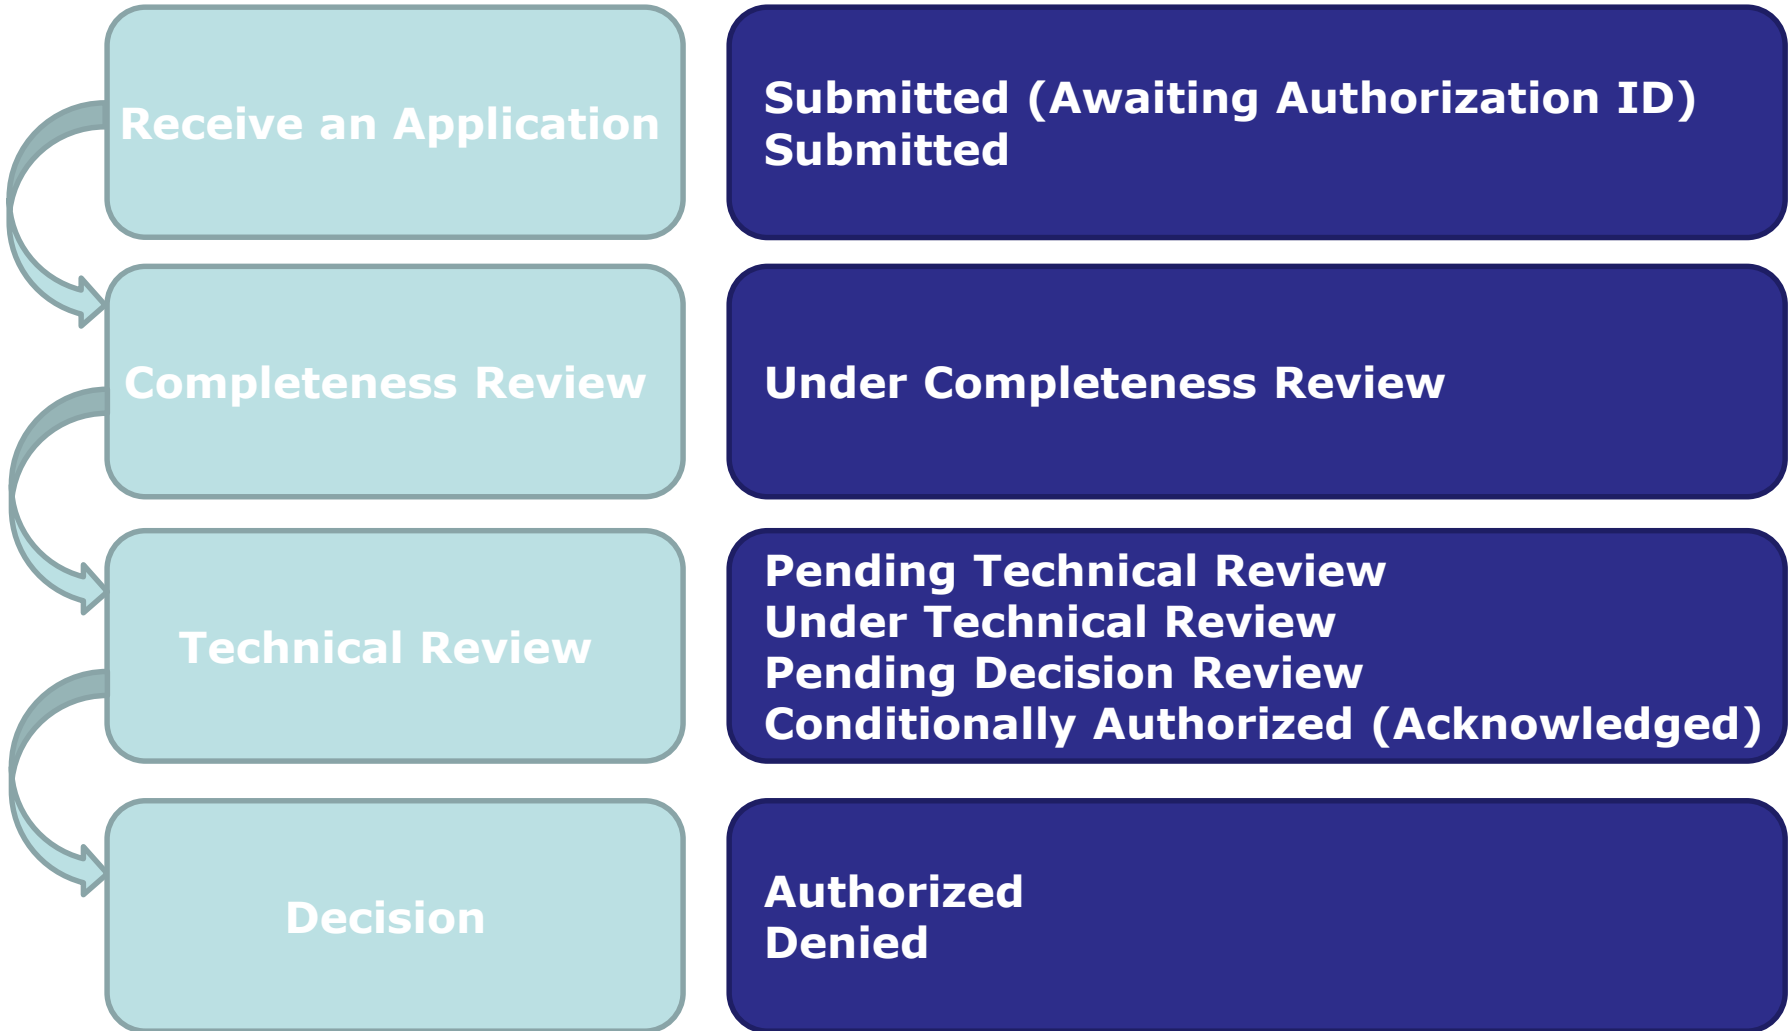 Receive an Application
Submitted (Awaiting Authorization ID)
Submitted
Completeness Review
Under Completeness Review
Technical Review
Pending Technical Review
Under Technical Review
Pending Decision Review
Conditionally Authorized (Acknowledged)
Decision
Authorized
Denied